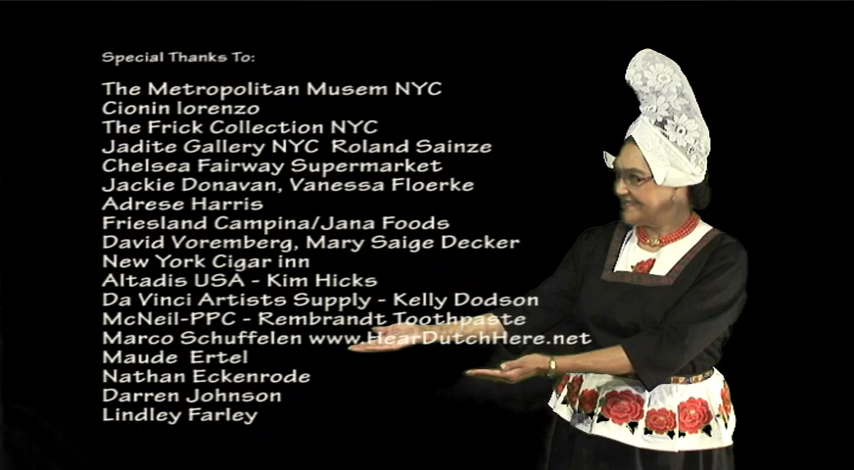 Special Thanks To:
The Metropolitan Musem NYC
Cionin lorenzo
The Frick Collection NYC
Jadite Gallery NYC Roland Sainze
Chelsea Fairway Supermarket
Jackie Donavan, Vanessa Floerke
Adrese Harris
Friesland Campina/Jana Foods
David Voremberg, Mary Saige Decker
New York Cigar inn
Altadis USA - Kim Hicks
Da Vinci Artists Supply - Kelly Dodson
McNeil-PPC - Rembrandt Toothpaste
Marco Schuffelen www.HearDutchHere.net
Maude Ertel
Nathan Eckenrode
Darren Johnson
Lindley Farley